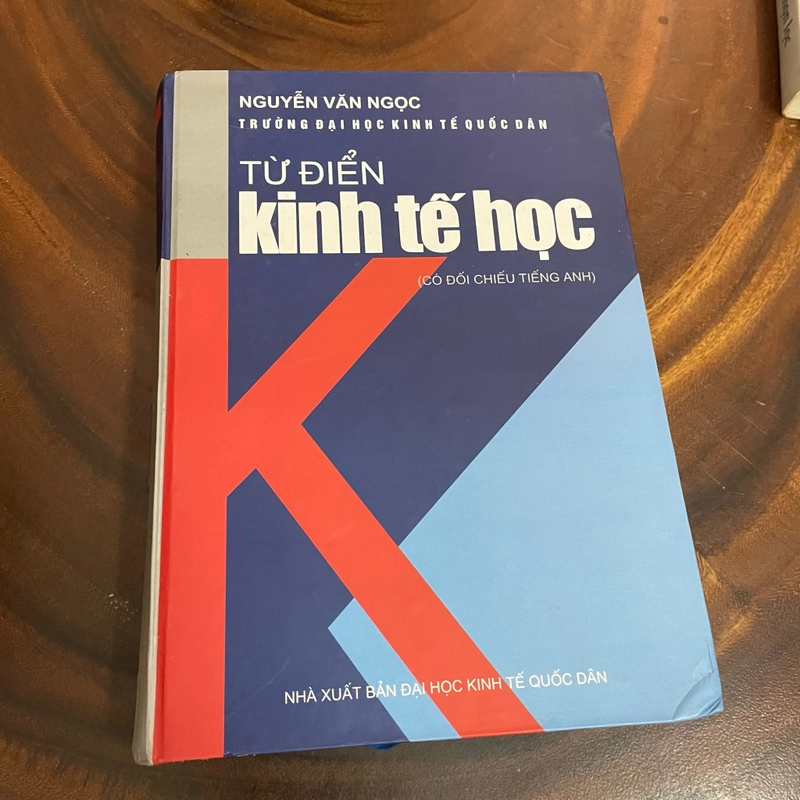 NGUYỄN VĂN NGỌC
TRƯỜNG ĐẠI HỌC KINH TẾ QUỐC DÂN
TỪ ĐIỂN
kinh tế học
(CÓ ĐỐI CHIẾU TIẾNG ANH)
NHÀ XUẤT BẢN ĐẠI HỌC KINH TẾ QUỐC DÂN